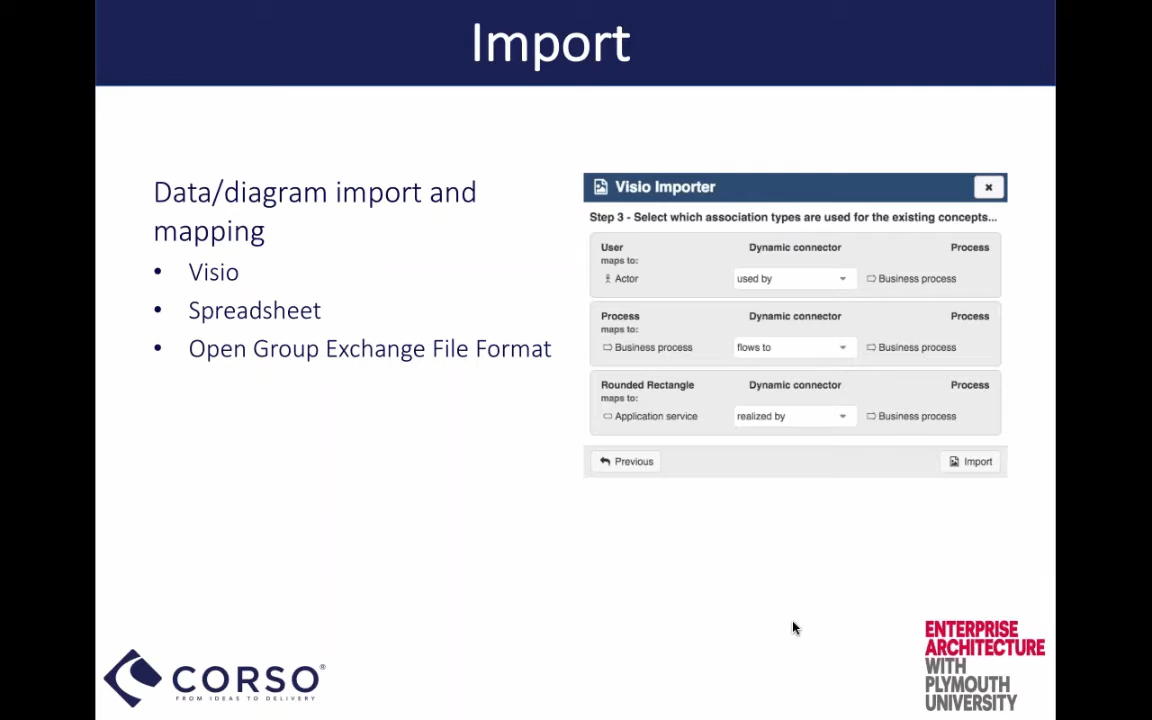 Import
Data/diagram import and
mapping
• Visio
• Spreadsheet
• Open Group Exchange File Format
Visio Importer
Step 3 - Select which association types are used for the existing concepts...
User Dynamic connector Process
maps to:
Actor used by Business process
Process Dynamic connector Process
maps to:
Business process flows to Business process
Rounded Rectangle Dynamic connector Process
maps to:
Application service realized by Business process
Previous Import
CORSO®
FROM IDEAS TO DELIVERY
ENTERPRISE
ARCHITECTURE
WITH
PLYMOUTH
UNIVERSITY